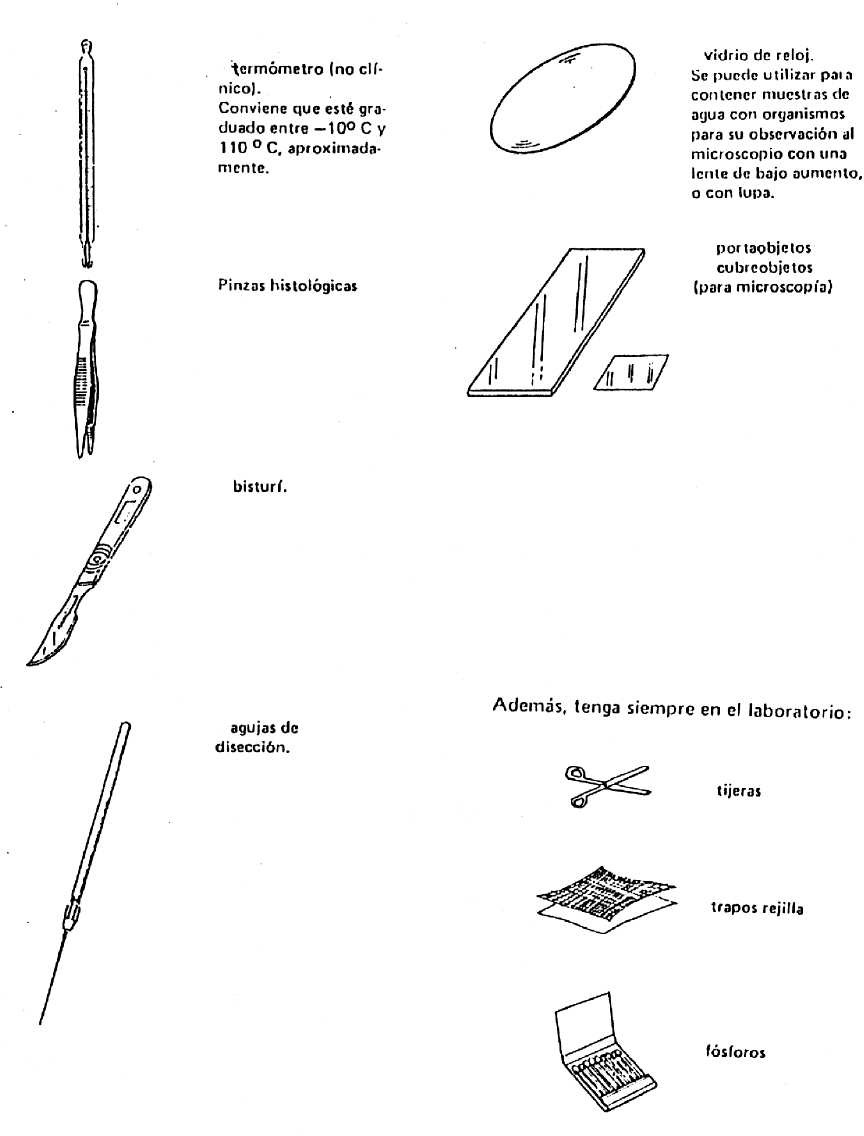 termómetro (no clí-
nico).
Conviene que esté gra-
duado entre —10º C y
110 º C, aproximada-
mente.
Pinzas histológicas
bisturí.
agujas de
disección.
vidrio de reloj.
Se puede utilizar para
contener muestras de
agua con organismos
para su observación al
microscopio con una
lente de bajo aumento,
o con lupa.
portaobjetos
cubreobjetos
(para microscopía)
Además, tenga siempre en el laboratorio:
tijeras
trapos rejilla
fósforos